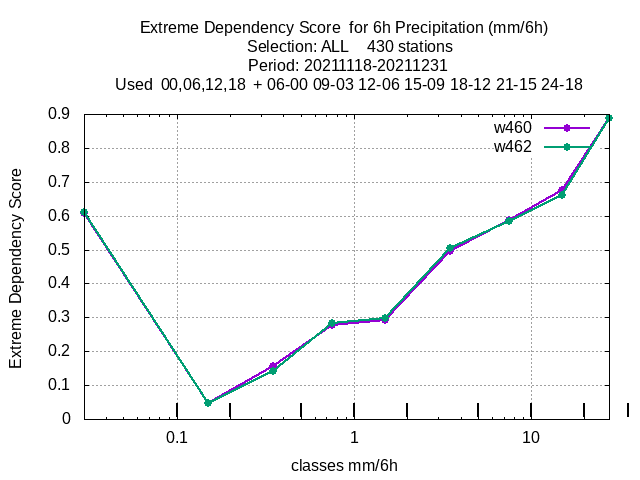 Extreme Dependency Score  for 6h Precipitation (mm/6h)
Selection: ALL    430 stations
Period: 20211118-20211231
Used  00,06,12,18  + 06-00 09-03 12-06 15-09 18-12 21-15 24-18
w460
w462
Extreme Dependency Score
0.9
0.8
0.7
0.6
0.5
0.4
0.3
0.2
0.1
0
0.1
1
10
classes mm/6h